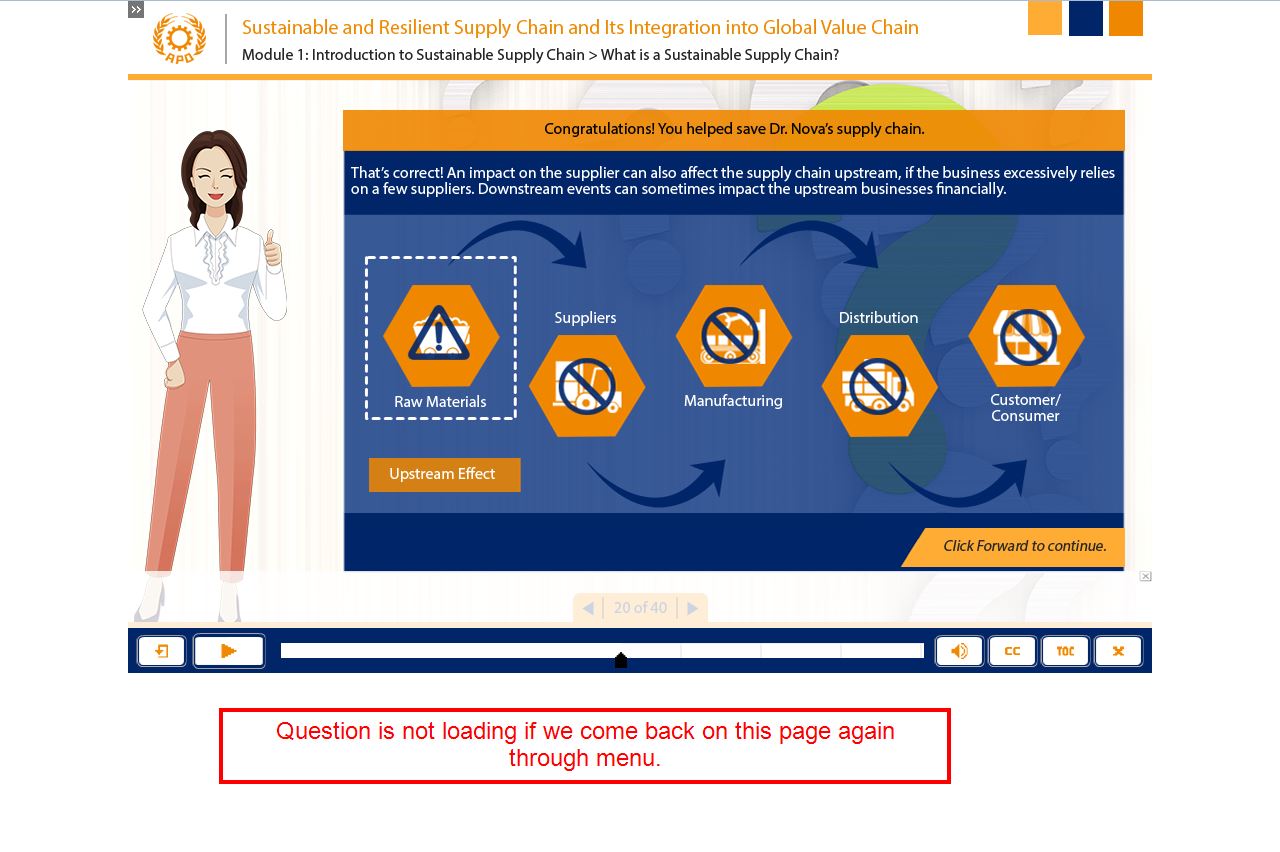 APO
Sustainable and Resilient Supply Chain and Its Integration into Global Value Chain
Module 1: Introduction to Sustainable Supply Chain > What is a Sustainable Supply Chain?
Congratulations! You helped save Dr. Nova's supply chain.
That's correct! An impact on the supplier can also affect the supply chain upstream, if the business excessively relies
on a few suppliers. Downstream events can sometimes impact the upstream businesses financially.
Suppliers
Distribution
Raw Materials
Manufacturing
Customer/
Consumer
Upstream Effect
Click Forward to continue.
20 of 40
CC
TOC
Question is not loading if we come back on this page again
through menu.